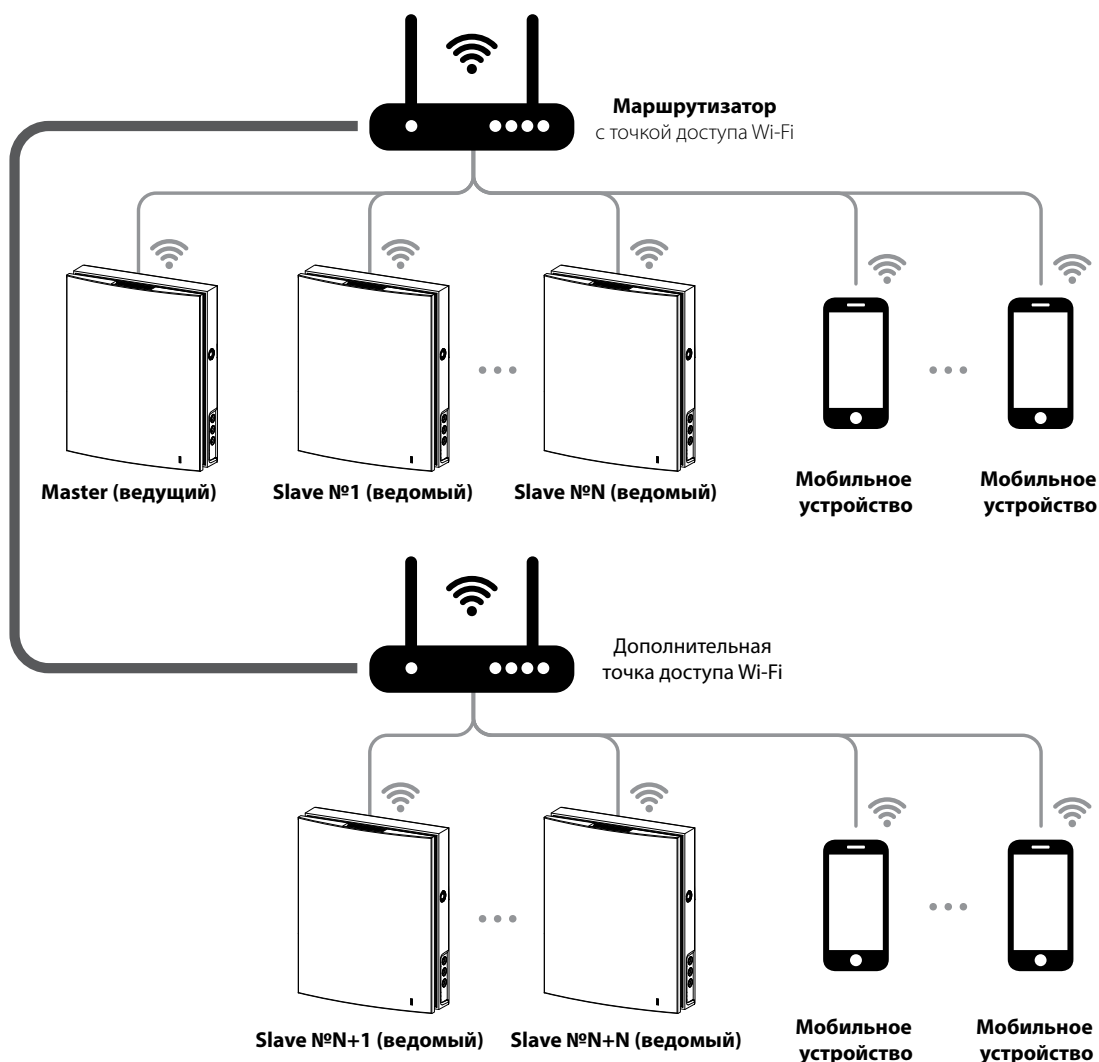 Маршрутизатор
с точкой доступа Wi-Fi
Master (ведущий)
Slave №1 (ведомый)
Slave №N (ведомый)
Мобильное
устройство
Мобильное
устройство
Дополнительная
точка доступа Wi-Fi
Slave №N+1 (ведомый)
Slave №N+N (ведомый)
Мобильное
устройство
Мобильное
устройство